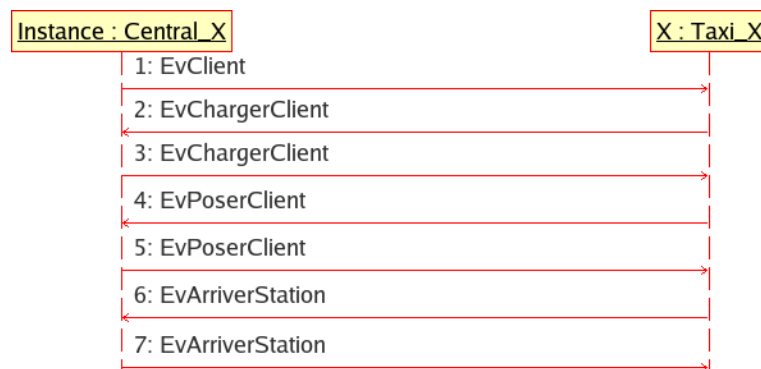 Instance : Central_X
X : Taxi_X
1: EvClient
2: EvChargerClient
3: EvChargerClient
4: EvPoserClient
5: EvPoserClient
6: EvArriverStation
7: EvArriverStation